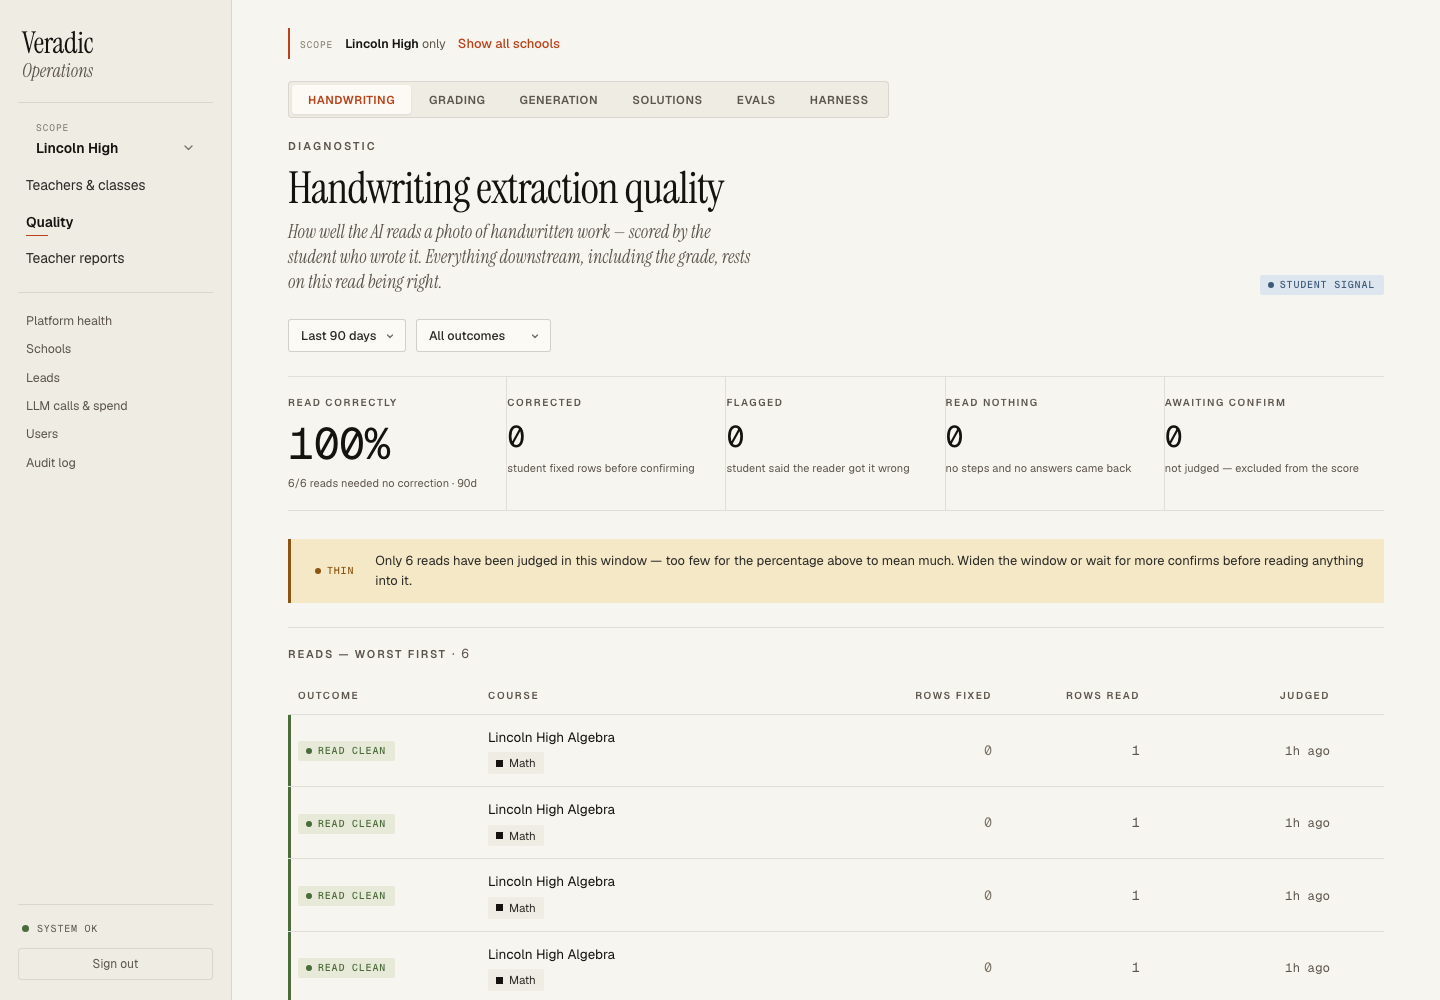 Veradic
Operations
SCOPE
Lincoln High
Teachers & classes
Quality
Teacher reports
Platform health
Schools
Leads
LLM calls & spend
Users
Audit log
SYSTEM OK
Sign out
SCOPE Lincoln High only Show all schools
HANDWRITING GRADING GENERATION SOLUTIONS EVALS HARNESS
DIAGNOSTIC
Handwriting extraction quality
How well the AI reads a photo of handwritten work — scored by the
student who wrote it. Everything downstream, including the grade, rests
on this read being right.
STUDENT SIGNAL
Last 90 days All outcomes
READ CORRECTLY
100%
6/6 reads needed no correction · 90d
CORRECTED
0
student fixed rows before confirming
FLAGGED
0
student said the reader got it wrong
READ NOTHING
0
no steps and no answers came back
AWAITING CONFIRM
0
not judged — excluded from the score
THIN
Only 6 reads have been judged in this window — too few for the percentage above to mean much. Widen the window or wait for more confirms before reading anything
into it.
READS — WORST FIRST · 6
OUTCOME COURSE ROWS FIXED ROWS READ JUDGED
READ CLEAN Lincoln High Algebra 0 1 1h ago
Math
READ CLEAN Lincoln High Algebra 0 1 1h ago
Math
READ CLEAN Lincoln High Algebra 0 1 1h ago
Math
READ CLEAN Lincoln High Algebra 0 1 1h ago
Math